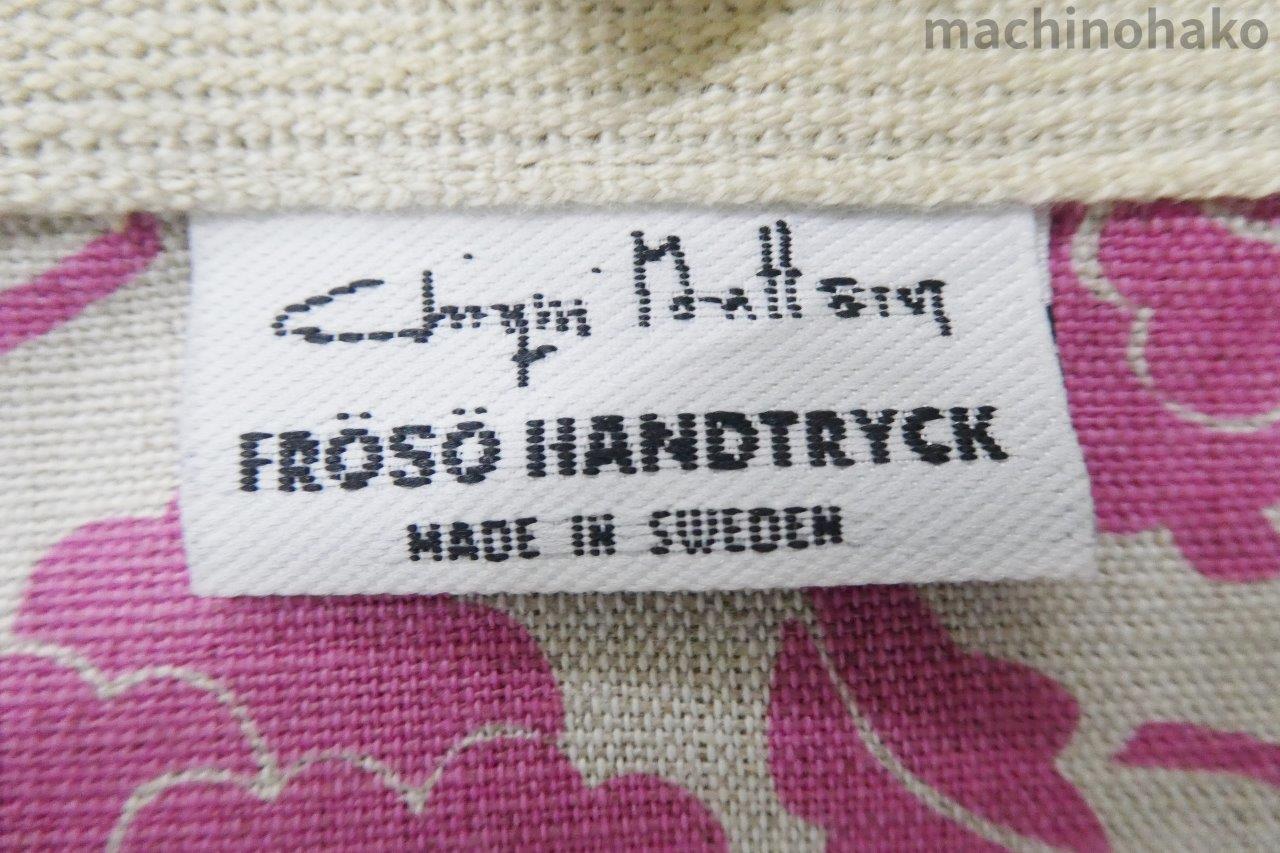 machinohako
FRÖSÖ HANDTRYCK
MADE IN SWEDEN